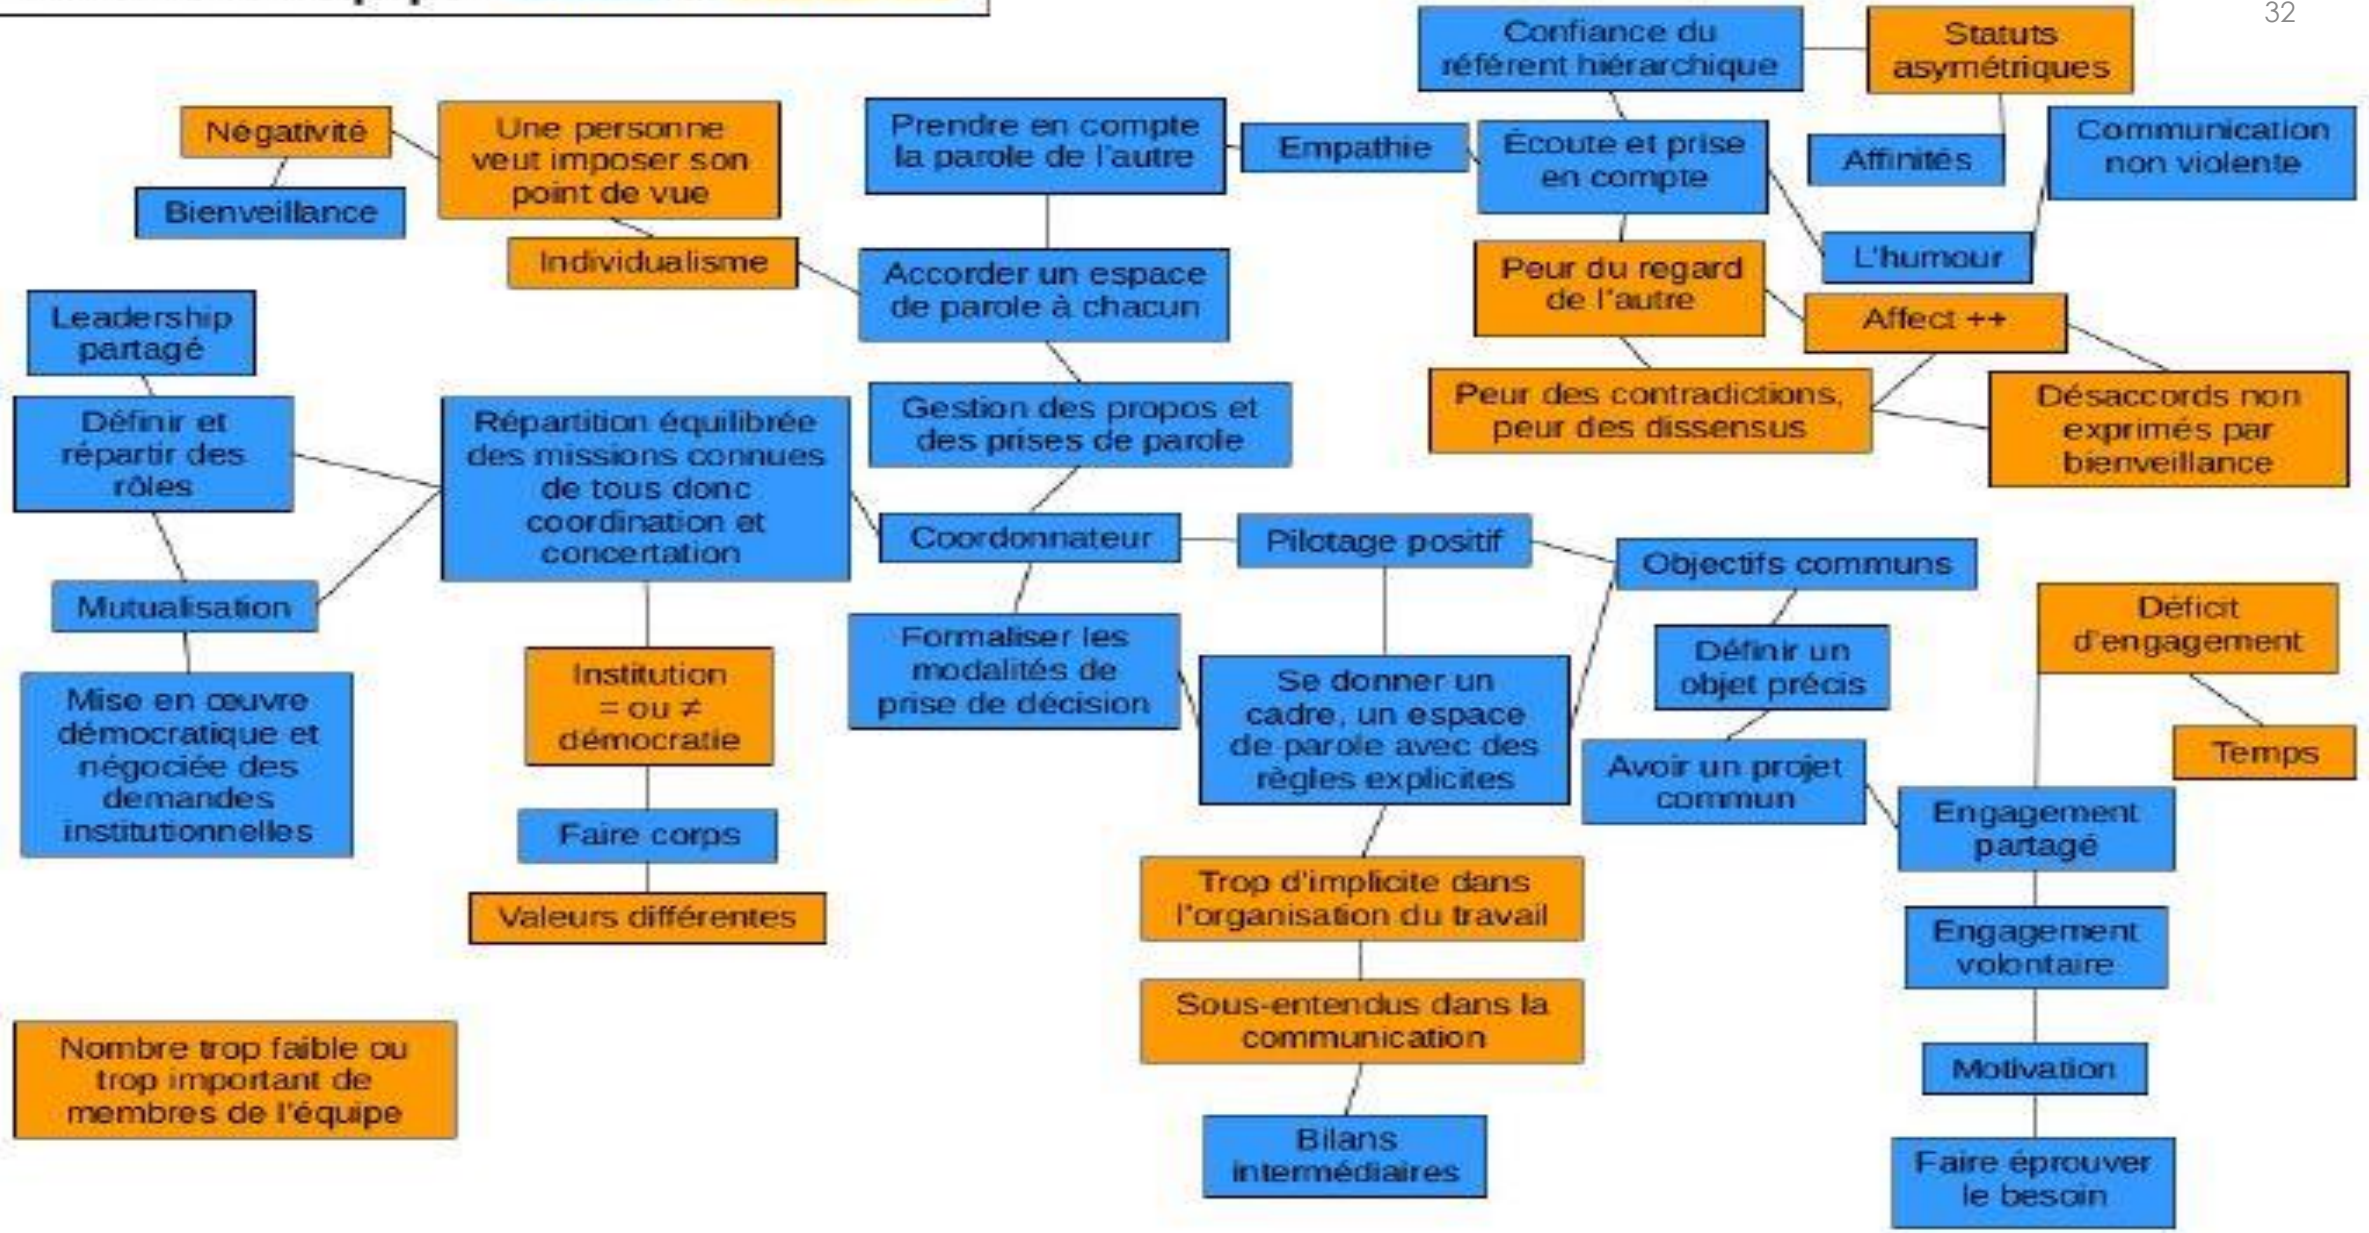 32
Confiance du
référent hiérarchique
Statuts
asymétriques
Négativité
Une personne
veut imposer son
point de vue
Prendre en compte
la parole de l'autre
Empathie
Écoute et prise
en compte
Affinités
Communication
non violente
Bienveillance
Individualisme
Accorder un espace
de parole à chacun
Peur du regard
de l'autre
L'humour
Affect ++
Leadership
partagé
Définir et
répartir des
rôles
Répartition équilibrée
des missions connues
de tous donc
coordination et
concertation
Gestion des propos et
des prises de parole
Peur des contradictions,
peur des dissensus
Désaccords non
exprimés par
bienveillance
Coordonnateur
Pilotage positif
Objectifs communs
Mutualisation
Formaliser les
modalités de
prise de décision
Définir un
objet précis
Déficit
d'engagement
Mise en œuvre
démocratique et
négociée des
demandes
institutionnelles
Institution
= ou ≠
démocratie
Se donner un
cadre, un espace
de parole avec des
règles explicites
Avoir un projet
commun
Temps
Faire corps
Engagement
partagé
Valeurs différentes
Trop d'implicite dans
l'organisation du travail
Engagement
volontaire
Sous-entendus dans la
communication
Nombre trop faible ou
trop important de
membres de l'équipe
Motivation
Bilans
intermédiaires
Faire éprouver
le besoin